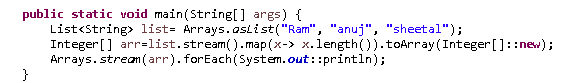 public static void main(String[] args) {
List<String> list= Arrays.asList("Ram", "anuj", "sheetal");
Integer[] arr=list.stream().map(x-> x.length()).toArray(Integer[]::new);
Arrays.stream(arr).forEach(System.out::println);
}